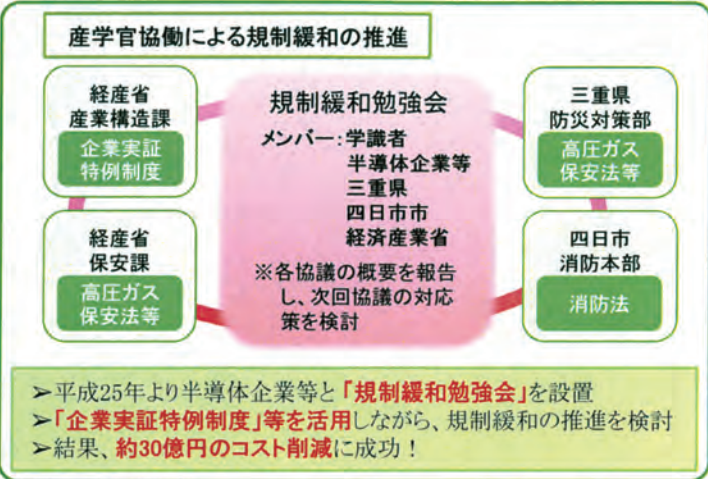 産学官協働による規制緩和の推進
経産省
産業構造課
企業実証
特例制度
規制緩和勉強会
メンバー：学識者
半導体企業等
三重県
四日市市
経済産業省
※各協議の概要を報告
し、次回協議の対応
策を検討
三重県
防災対策部
高圧ガス
保安法等
経産省
保安課
高圧ガス
保安法等
四日市
消防本部
消防法
➢平成25年より半導体企業等と「規制緩和勉強会」を設置
➢「企業実証特例制度」等を活用しながら、規制緩和の推進を検討
➢結果、約30億円のコスト削減に成功！